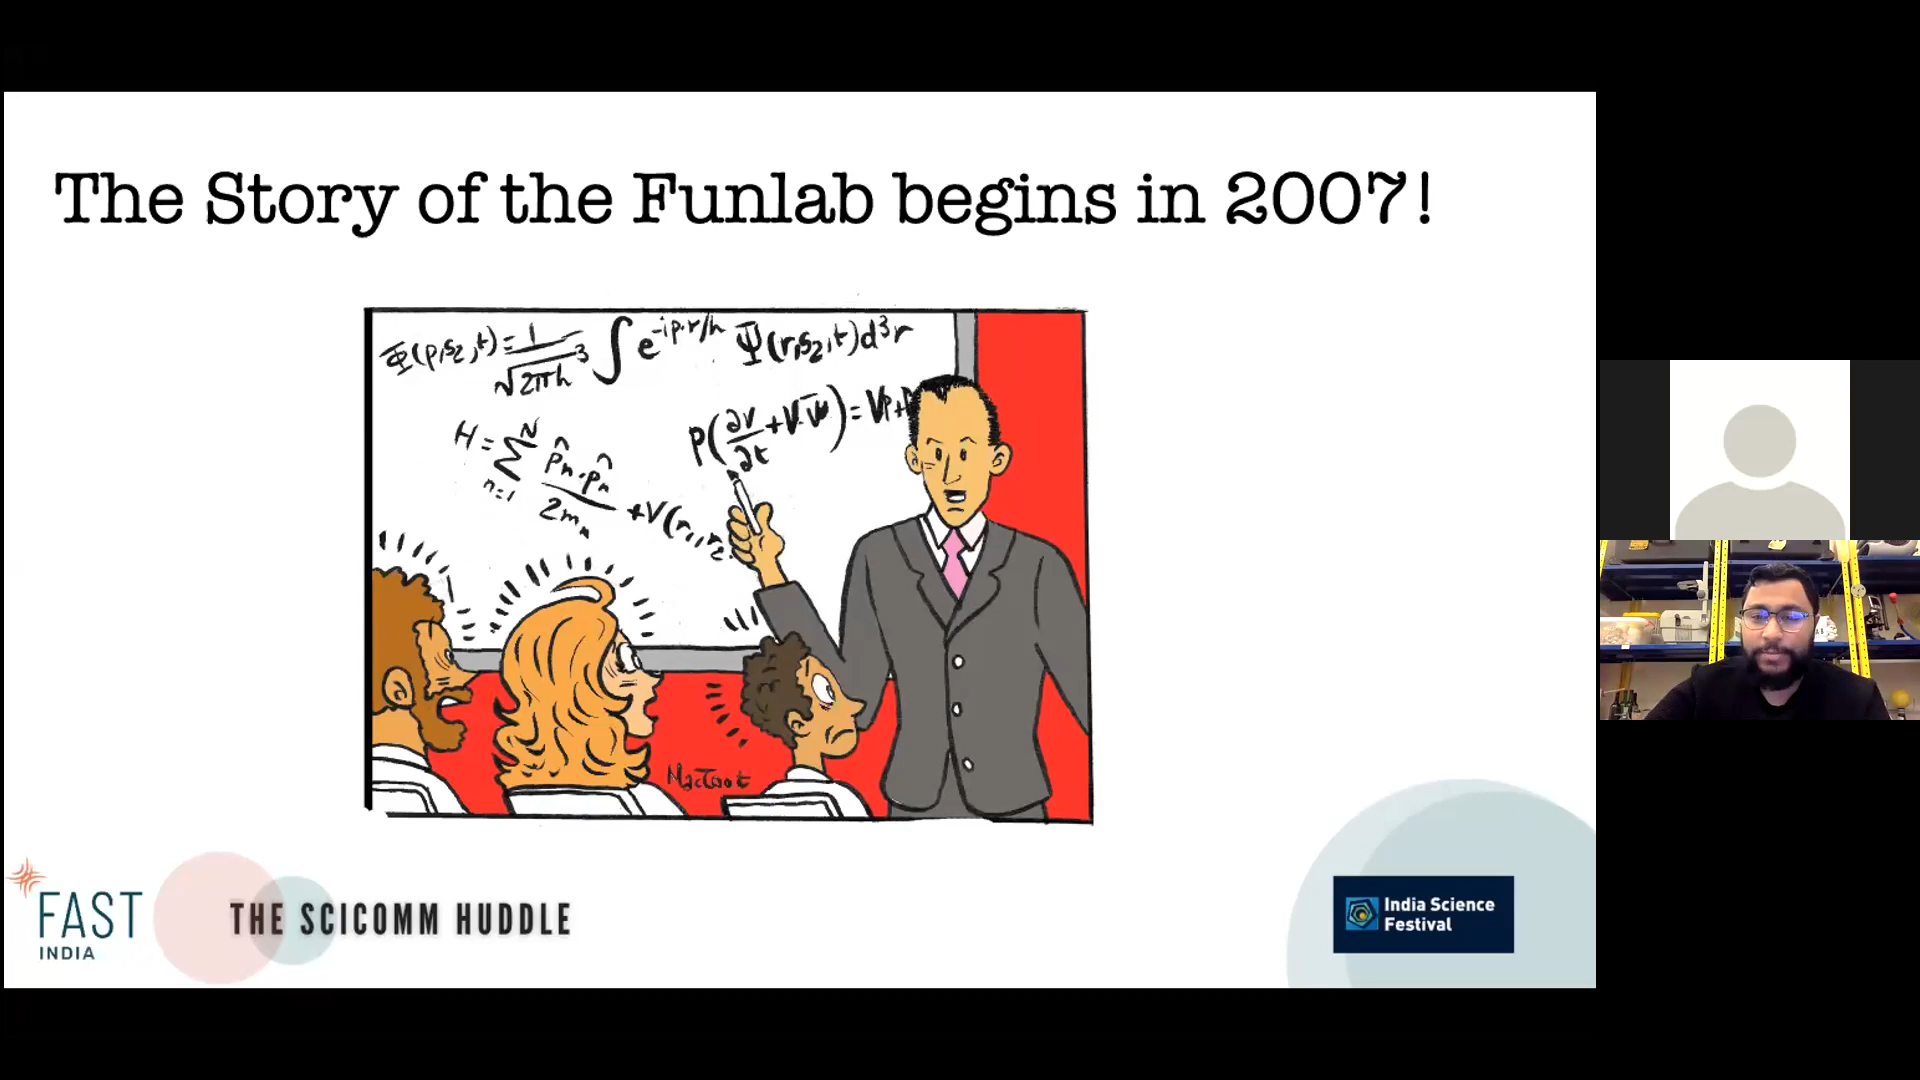 The Story of the Funlab begins in 2007!
Φ(p,s₂,t) = 1/√2πħ³ ∫ e^-ip·r/ħ Ψ(r,s₂,t)d³r
H = Σ n=1 N p̂n·p̂n/2mn + V(r₁,r₂
MacToot
FAST
INDIA
THE SCICOMM HUDDLE
India Science
Festival